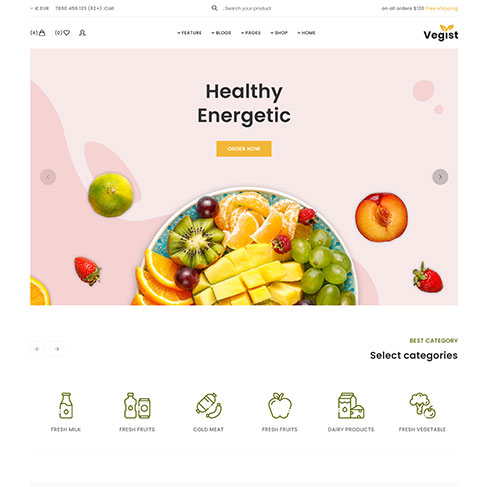 € EUR
7890 456 125 (62+) :Call
Search your product..
on all orders $120 Free shipping
(4)
(0)
FEATURE
BLOGS
PAGES
SHOP
HOME
Vegist
Healthy
Energetic
ORDER NOW
BEST CATEGORY
Select categories
FRESH MILK
FRESH FRUITS
COLD MEAT
FRESH FRUITS
DAIRY PRODUCTS
FRESH VEGETABLE